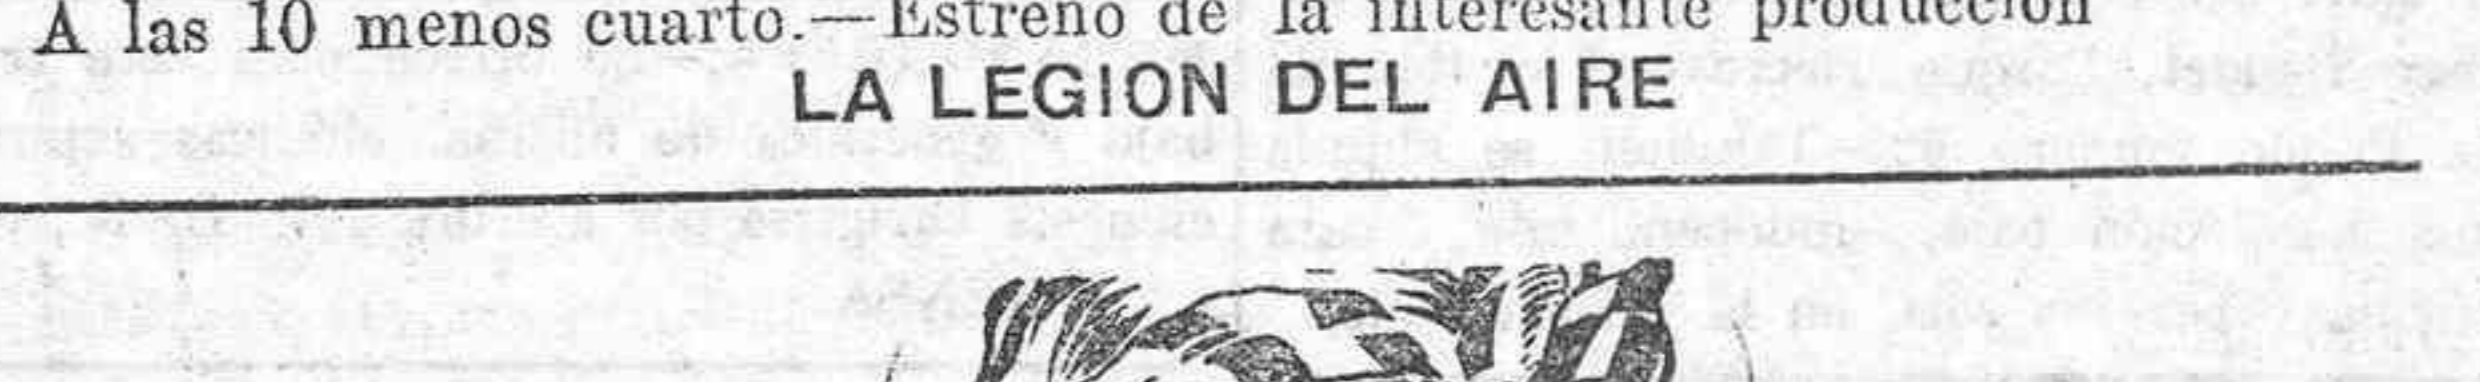 A las 10 menos cuarto.—Estreno de la interesante producción
LA LEGION DEL AIRE